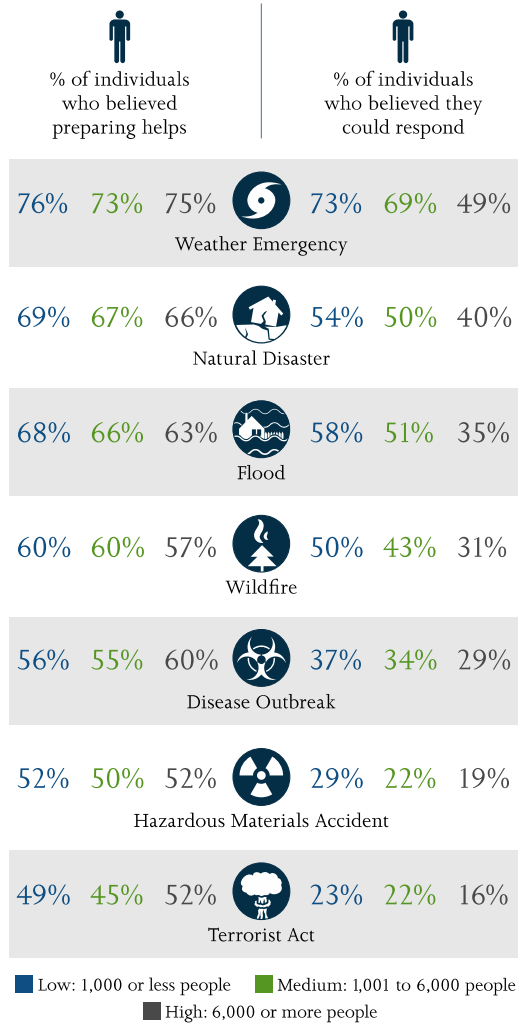 % of individuals
who believed
preparing helps
% of individuals
who believed they
could respond
76% 73% 75% 73% 69% 49%
Weather Emergency
69% 67% 66% 54% 50% 40%
Natural Disaster
68% 66% 63% 58% 51% 35%
Flood
60% 60% 57% 50% 43% 31%
Wildfire
56% 55% 60% 37% 34% 29%
Disease Outbreak
52% 50% 52% 29% 22% 19%
Hazardous Materials Accident
49% 45% 52% 23% 22% 16%
Terrorist Act
Low: 1,000 or less people Medium: 1,001 to 6,000 people
High: 6,000 or more people